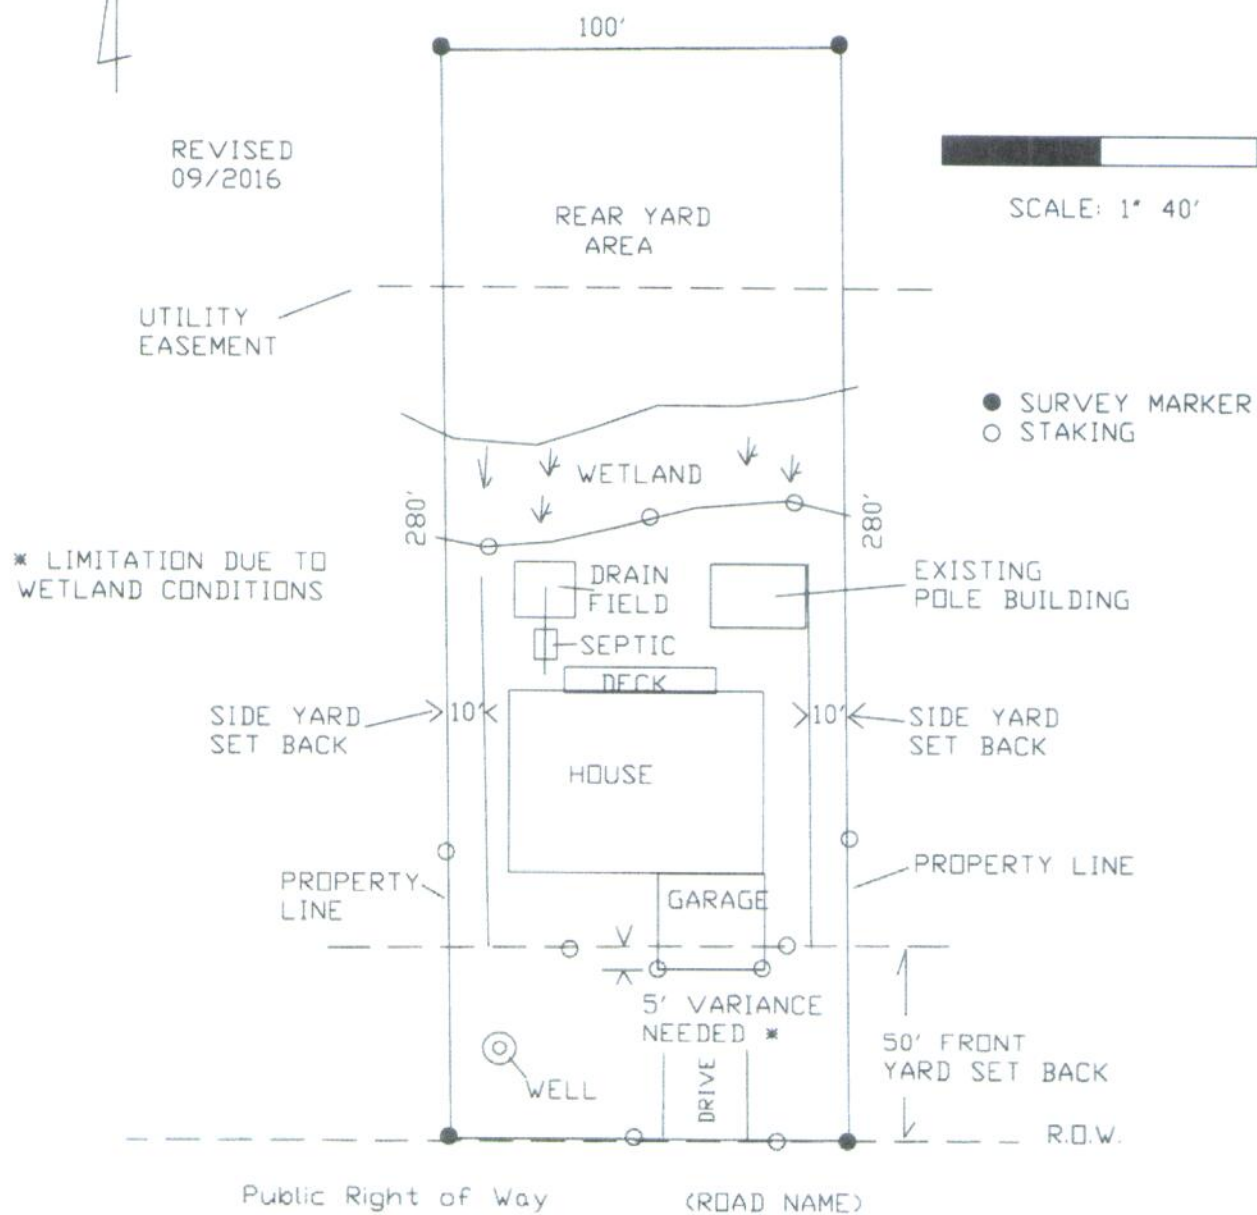 100'
REVISED
09/2016
SCALE: 1" 40'
REAR YARD
AREA
UTILITY
EASEMENT
SURVEY MARKER
STAKING
WETLAND
280'
280'
* LIMITATION DUE TO
WETLAND CONDITIONS
DRAIN
FIELD
EXISTING
POLE BUILDING
SEPTIC
DECK
SIDE YARD
SET BACK
10'
10'
SIDE YARD
SET BACK
HOUSE
PROPERTY
LINE
PROPERTY LINE
GARAGE
5' VARIANCE
NEEDED *
50' FRONT
YARD SET BACK
WELL
DRIVE
R.O.W.
Public Right of Way
(ROAD NAME)